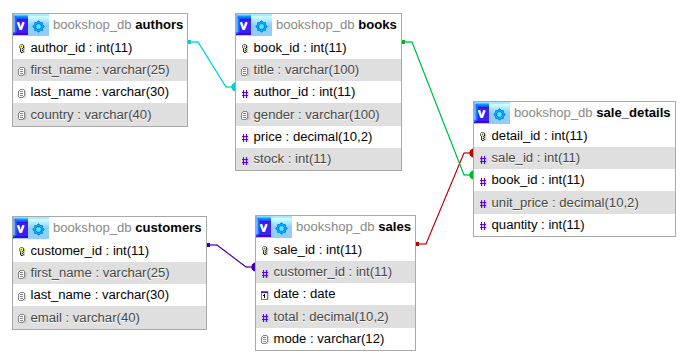 v bookshop_db authors
author_id : int(11)
first_name : varchar(25)
last_name : varchar(30)
country : varchar(40)
v bookshop_db books
book_id : int(11)
title : varchar(100)
# author_id : int(11)
gender : varchar(100)
# price : decimal(10,2)
# stock : int(11)
v bookshop_db sale_details
detail_id : int(11)
# sale_id : int(11)
# book_id : int(11)
# unit_price : decimal(10,2)
# quantity : int(11)
v bookshop_db customers
customer_id : int(11)
first_name : varchar(25)
last_name : varchar(30)
email : varchar(40)
v bookshop_db sales
sale_id : int(11)
# customer_id : int(11)
date : date
# total : decimal(10,2)
mode : varchar(12)